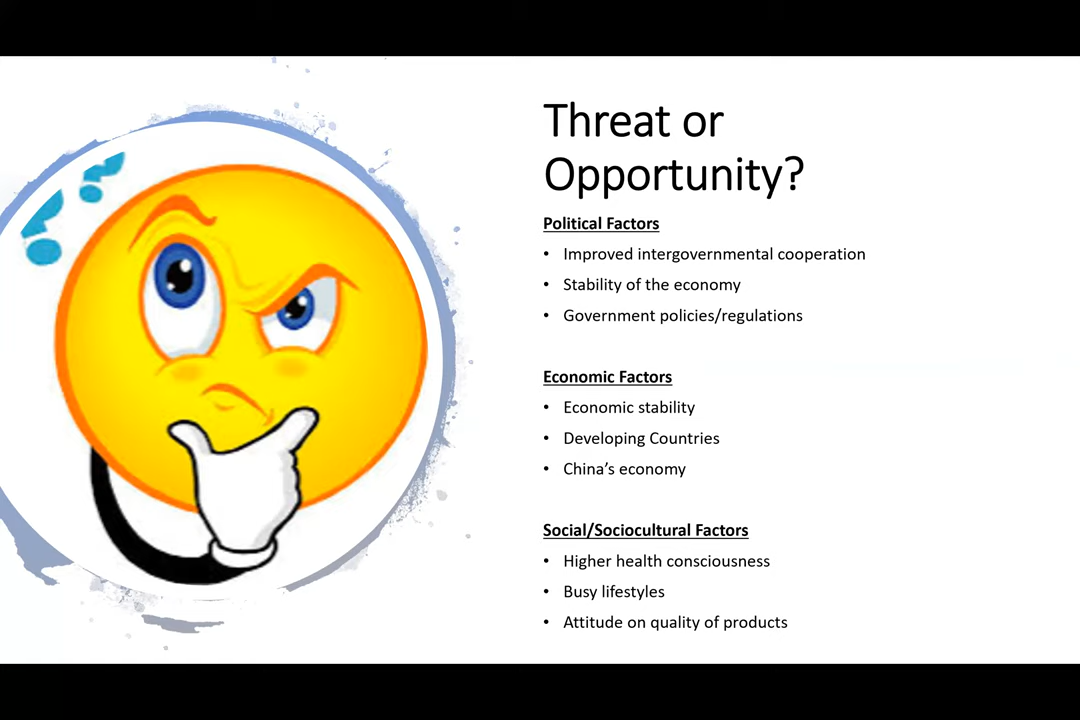 Threat or
Opportunity?
Political Factors
• Improved intergovernmental cooperation
• Stability of the economy
• Government policies/regulations
Economic Factors
• Economic stability
• Developing Countries
• China's economy
Social/Sociocultural Factors
• Higher health consciousness
• Busy lifestyles
• Attitude on quality of products